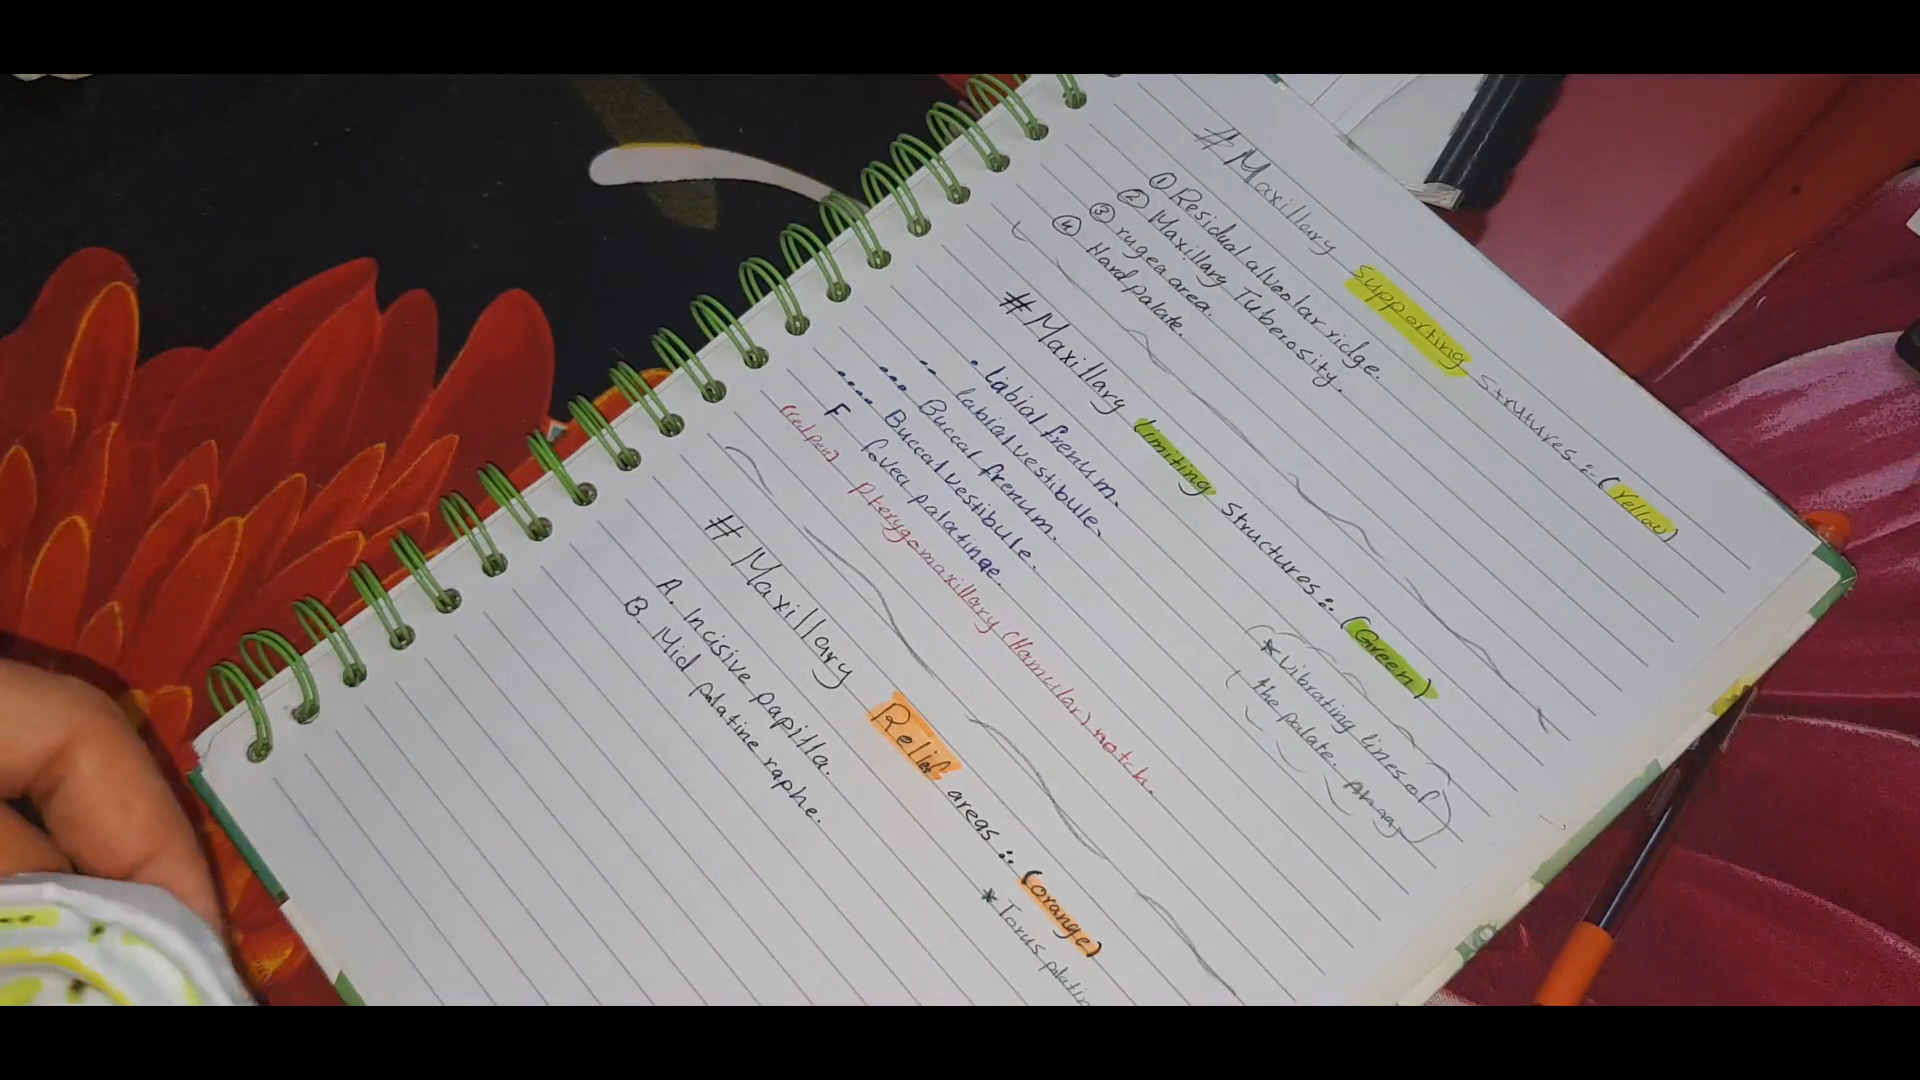 #Maxillary supporting strutures:-(Yellow)
① Residual alveolar ridge.
② Maxillary Tuberosity.
③ rugea area.
④ Hard palate.
#Maxillary limiting structures:. (Green)
. labial frenum.
.. labial vestibule.
... Buccal frenum.
.... Buccal vestibule.
F fovea palatinae.
(red pen) Pterygomaxillary (Hamular) notch.
* vibrating lines of
the palate.
#Maxillary Relief areas:. (orange)
A. Incisive papilla.
B. Mid palatine raphe.
* Torus